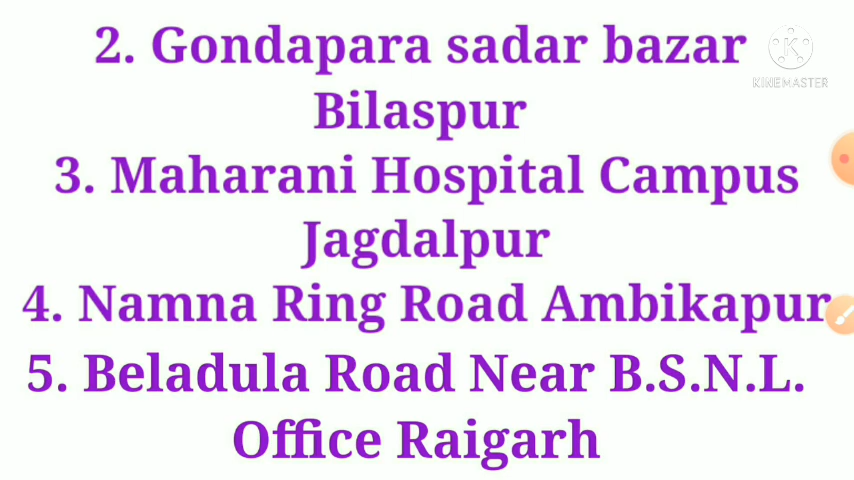 2. Gondapara sadar bazar
KINEMASTER
Bilaspur
3. Maharani Hospital Campus
Jagdalpur
4. Namna Ring Road Ambikapur
5. Beladula Road Near B.S.N.L.
Office Raigarh